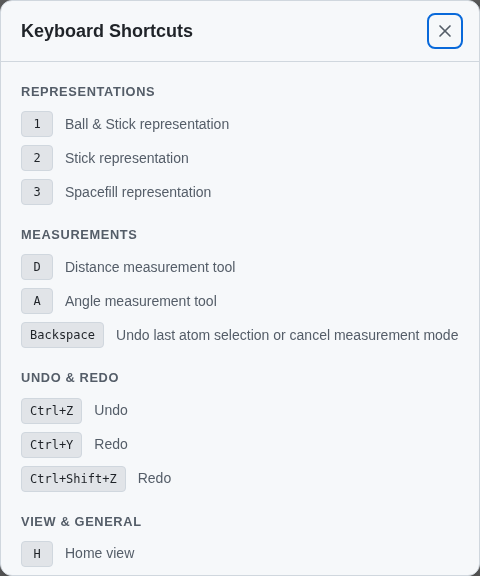 Keyboard Shortcuts
REPRESENTATIONS
1 Ball & Stick representation
2 Stick representation
3 Spacefill representation
MEASUREMENTS
D Distance measurement tool
A Angle measurement tool
Backspace Undo last atom selection or cancel measurement mode
UNDO & REDO
Ctrl+Z Undo
Ctrl+Y Redo
Ctrl+Shift+Z Redo
VIEW & GENERAL
H Home view